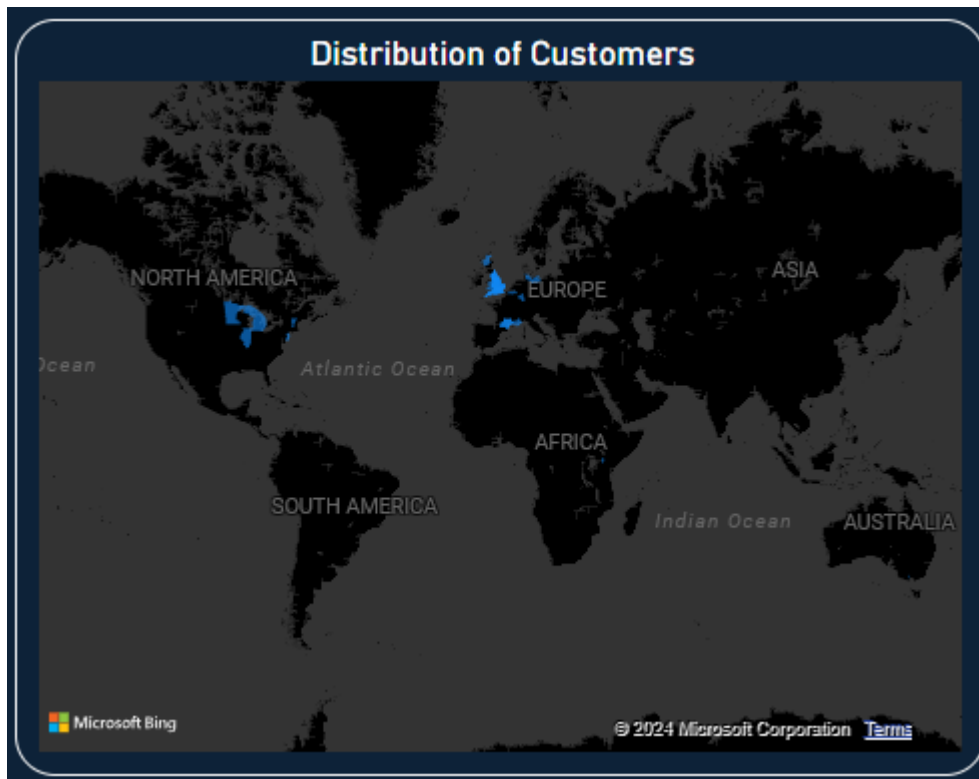 Distribution of Customers
NORTH AMERICA
ASIA
EUROPE
Ocean
Atlantic Ocean
AFRICA
SOUTH AMERICA
Indian Ocean
AUSTRALIA
Microsoft Bing
© 2024 Microsoft Corporation Terms